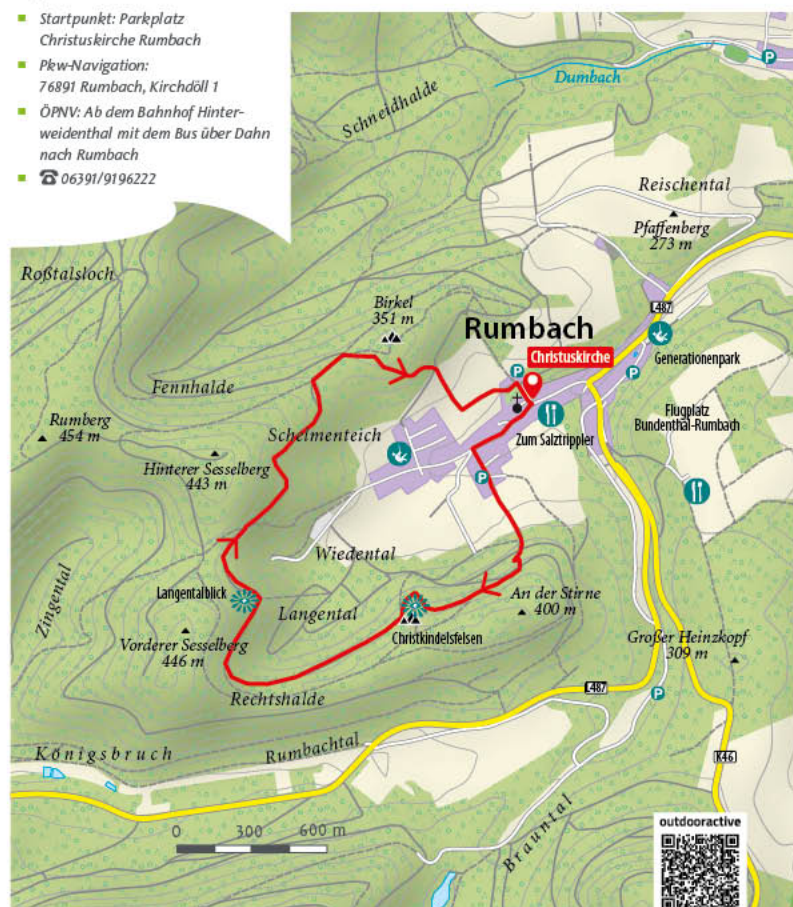 Startpunkt: Parkplatz
Christuskirche Rumbach
Pkw-Navigation:
76891 Rumbach, Kirchdöll 1
ÖPNV: Ab dem Bahnhof Hinter-
weidenthal mit dem Bus über Dahn
nach Rumbach
☎ 06391/9196222
P
Dumbach
Schneidhalde
Reischental
Pfaffenberg
273 m
Roßtalsloch
Birkel
351 m
L487
Rumbach
Christuskirche
P
Generationenpark
P
Fennhalde
Rumberg
454 m
Schelmenteich
Zum Salztrippler
Flugplatz
Bundenthal-Rumbach
Hinterer Sesselberg
443 m
P
Wiedental
Zingental
Langentalblick
Langental
An der Stirne
400 m
Christkindelsfelsen
Vorderer Sesselberg
446 m
Großer Heinzkopf
309 m
Rechtshalde
L487
P
Königsbruch
Rumbachtal
K46
0 300 600 m
Brauntal
outdooractive